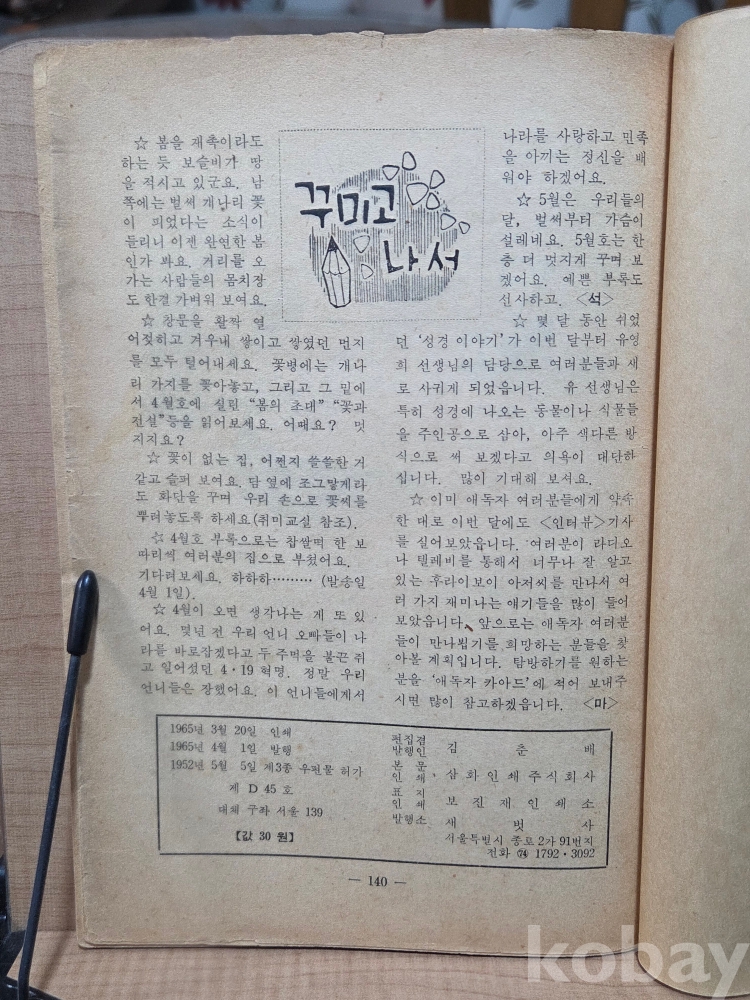 꾸미고
나서
☆ 봄을 재촉이라도
하는 듯 보슬비가 땅
을 적시고 있군요. 남
쪽에는 벌써 개나리 꽃
이 피었다는 소식이
들리니 이젠 완연한 봄
인가 봐요. 거리를 오
가는 사람들의 몸치장
도 한결 가벼워 보여요.
☆ 창문을 활짝 열
어젖히고 겨우내 쌓이고 쌓였던 먼지
를 모두 털어내세요. 꽃병에는 개나
리 가지를 꽂아놓고, 그리고 그 밑에
서 4월호에 실린 “봄의 초대” “꽃과
전설”등을 읽어보세요. 어때요? 멋
지지요?
☆ 꽃이 없는 집, 어쩐지 쓸쓸한 거
같고 슬퍼 보여요. 담 옆에 조그맣게라
도 화단을 꾸며 우리 손으로 꽃씨를
뿌려놓도록 하세요(취미교실 참조).
☆ 4월호 부록으로는 찹쌀떡 한 보
따리씩 여러분의 집으로 부쳤어요.
기다려보세요. 하하하……… (발송일
4월 1일).
☆ 4월이 오면 생각나는 게 또 있
어요. 몇년 전 우리 언니 오빠들이 나
라를 바로잡겠다고 두 주먹을 불끈 쥐
고 일어섰던 4·19 혁명. 정말 우리
언니들은 장했어요. 이 언니들에게서
나라를 사랑하고 민족
을 아끼는 정신을 배
워야 하겠어요.
☆ 5월은 우리들의
달, 벌써부터 가슴이
설레네요. 5월호는 한
층 더 멋지게 꾸며 보
겠어요. 예쁜 부록도
선사하고. <석>
☆ 몇 달 동안 쉬었
던 ‘성경 이야기’가 이번 달부터 유영
희 선생님의 담당으로 여러분들과 새
로 사귀게 되었읍니다. 유 선생님은
특히 성경에 나오는 동물이나 식물들
을 주인공으로 삼아, 아주 색다른 방
식으로 써 보겠다고 의욕이 대단하
십니다. 많이 기대해 보셔요.
☆ 이미 애독자 여러분들에게 약속
한 대로 이번 달에도 <인터뷰>기사
를 실어보았읍니다. 여러분이 라디오
나 텔레비를 통해서 너무나 잘 알고
있는 후라이보이 아저씨를 만나서 여
러 가지 재미나는 얘기들을 많이 들어
보았읍니다. 앞으로는 애독자 여러분
들이 만나뵙기를 희망하는 분들을 찾
아볼 계획입니다. 탐방하기를 원하는
분을 ‘애독자 카아드’에 적어 보내주
시면 많이 참고하겠읍니다. <마>
1965년 3월 20일 인쇄
1965년 4월 1일 발행
1952년 5월 5일 제3종 우편물 허가
제 D 45 호
대체 구좌 서울 139
【값 30 원】
편집겸
발행인 김춘배
본문
인쇄 삼화인쇄주식회사
표지
인쇄 보진재인쇄소
발행소 새벗사
서울특별시 종로 2가 91번지
전화 ㉔ 1792·3092
— 140 —
kobay